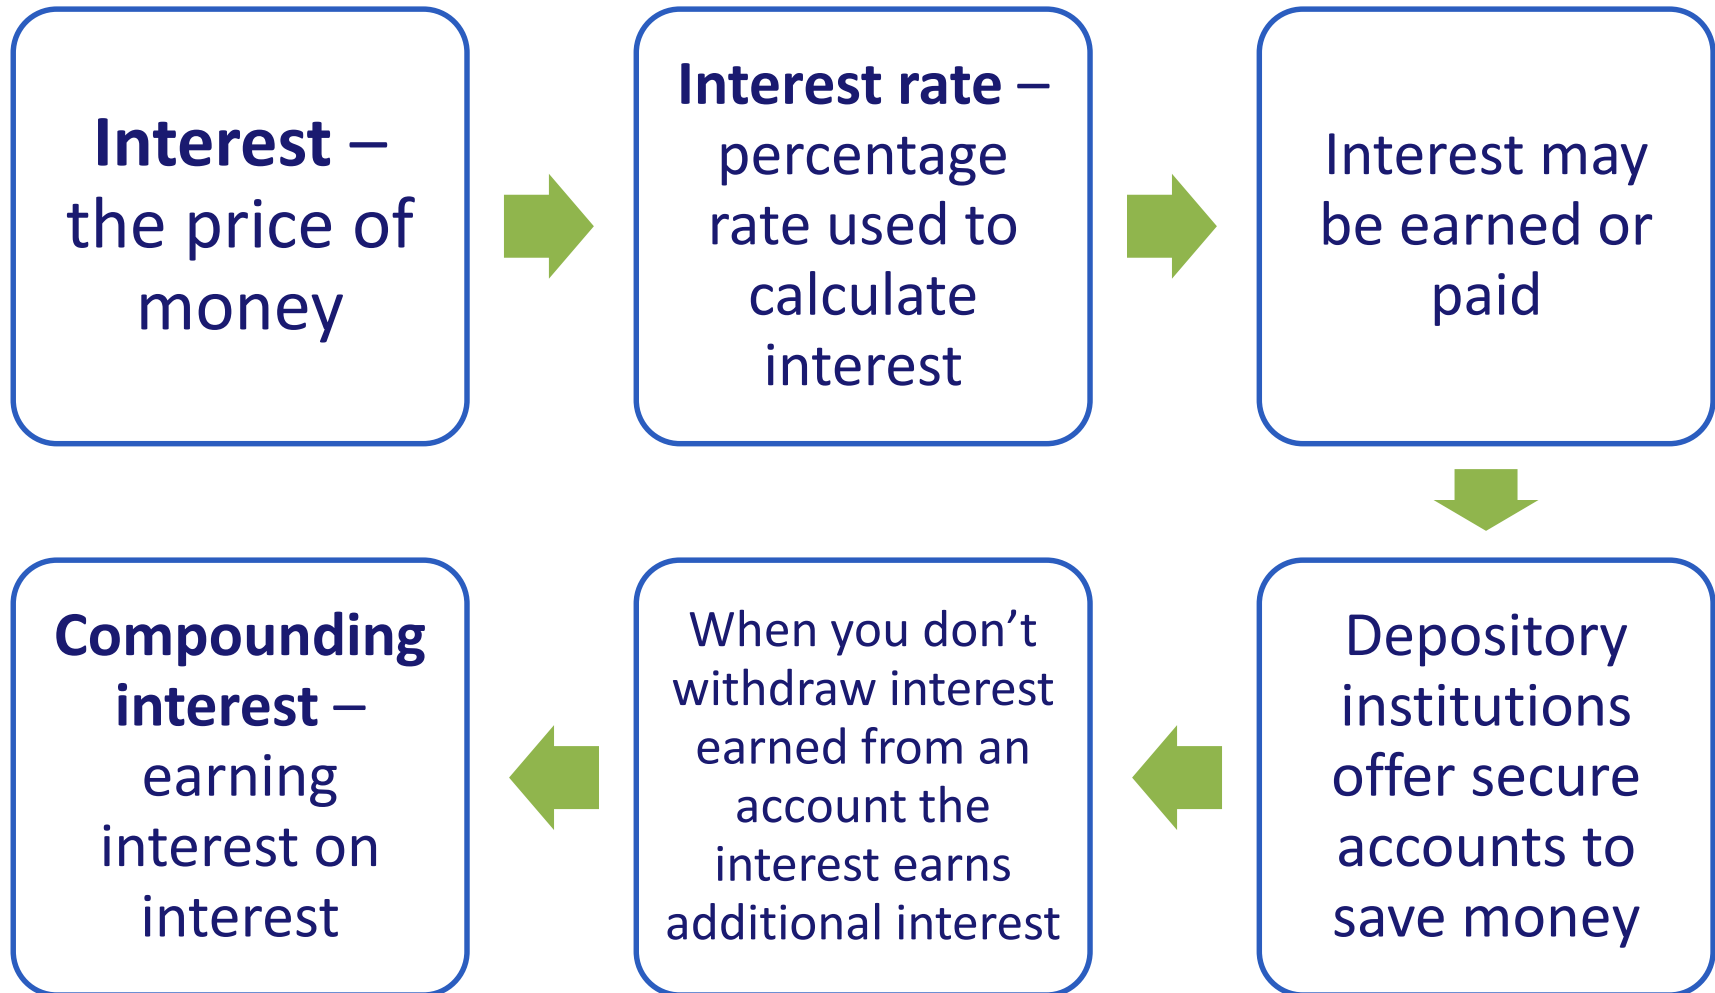 Interest –
the price of
money
Interest rate –
percentage
rate used to
calculate
interest
Interest may
be earned or
paid
Depository
institutions
offer secure
accounts to
save money
When you don’t
withdraw interest
earned from an
account the
interest earns
additional interest
Compounding
interest –
earning
interest on
interest